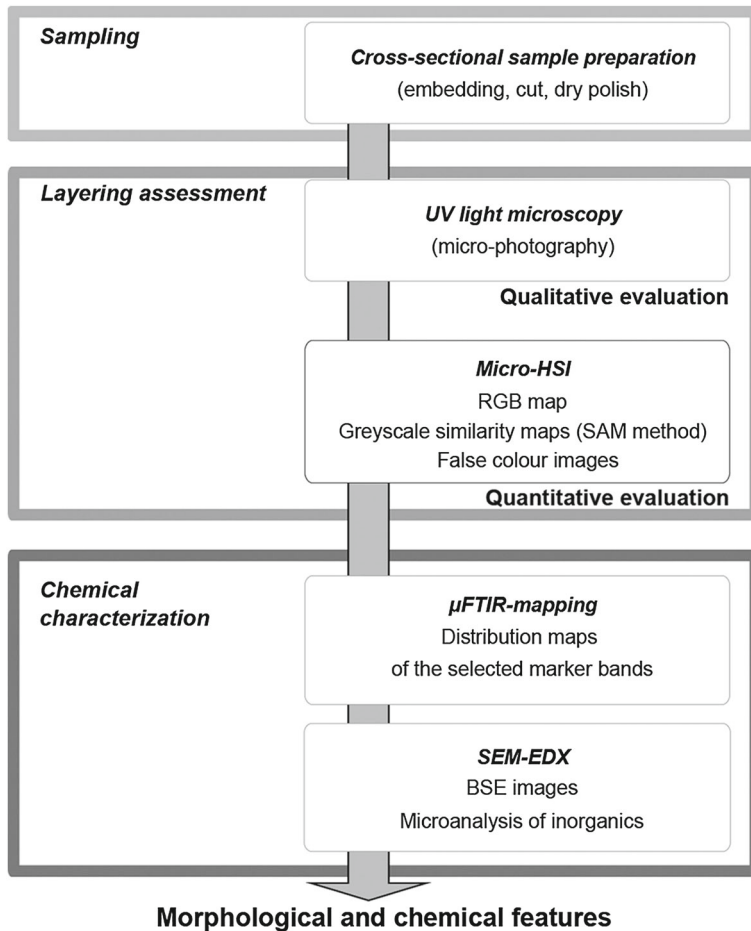 Sampling
Cross-sectional sample preparation
(embedding, cut, dry polish)
Layering assessment
UV light microscopy
(micro-photography)
Qualitative evaluation
Micro-HSI
RGB map
Greyscale similarity maps (SAM method)
False colour images
Quantitative evaluation
Chemical
characterization
µFTIR-mapping
Distribution maps
of the selected marker bands
SEM-EDX
BSE images
Microanalysis of inorganics
Morphological and chemical features